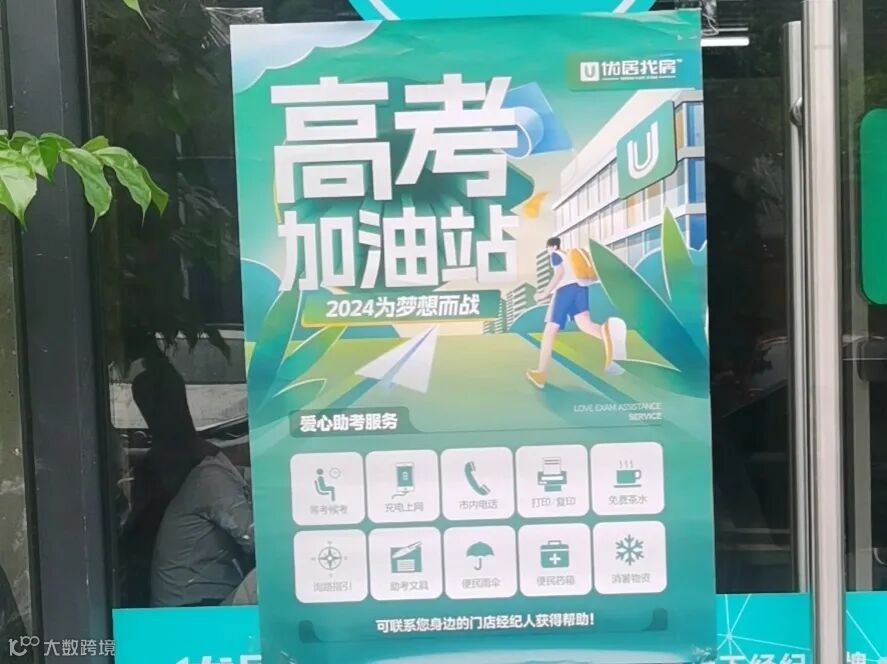 U优居找房
高考
加油站
2024为梦想而战
U
LOVE EXAM ASSISTANCE
SERVICE
爱心助考服务
等考候考
充电上网
市内电话
打印/复印
免费茶水
询路指引
助考文具
便民雨伞
便民药箱
消暑物资
可联系您身边的门店经纪人获得帮助!
大数跨境